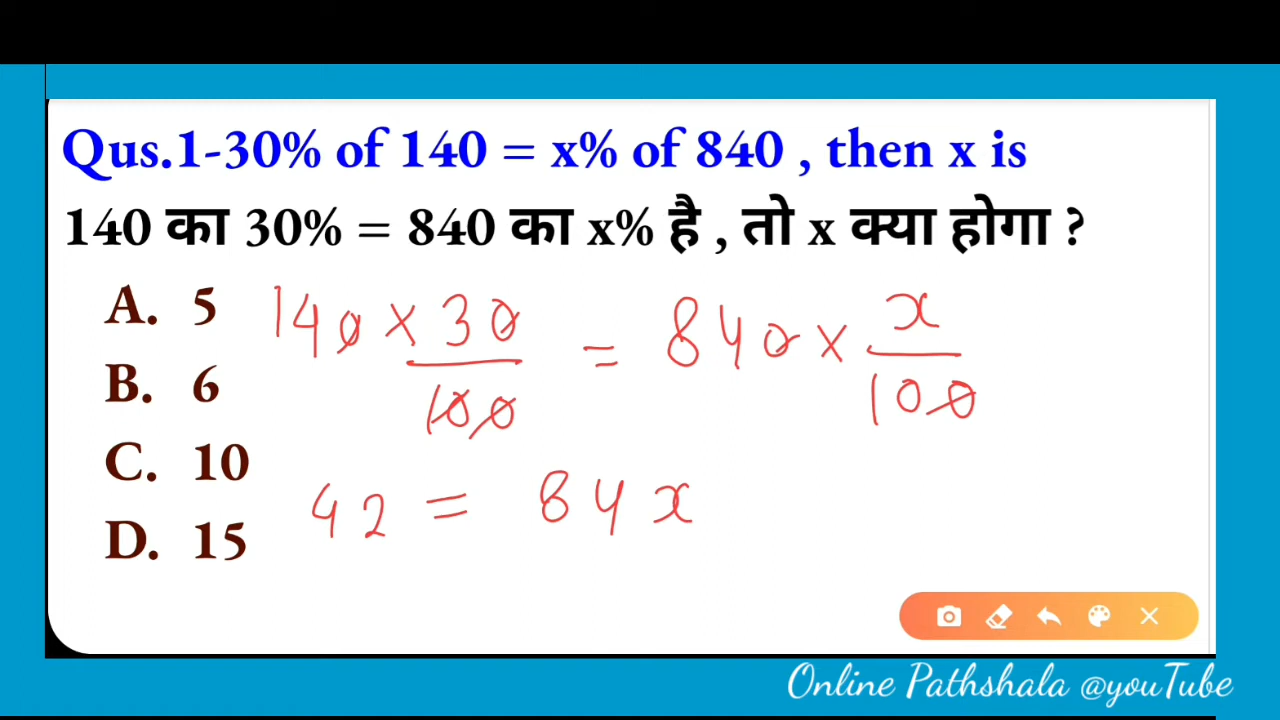 Qus.1-30% of 140 = x% of 840 , then x is
140 का 30% = 840 का x% है , तो x क्या होगा ?
A. 5
B. 6
C. 10
D. 15
140 × 30/100 = 840 × x/100
42 = 84x
Online Pathshala @youTube